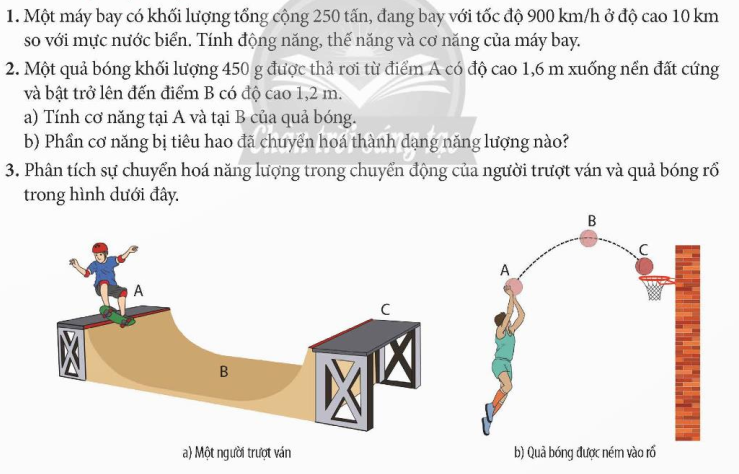 1. Một máy bay có khối lượng tổng cộng 250 tấn, đang bay với tốc độ 900 km/h ở độ cao 10 km
so với mực nước biển. Tính động năng, thế năng và cơ năng của máy bay.
2. Một quả bóng khối lượng 450 g được thả rơi từ điểm A có độ cao 1,6 m xuống nền đất cứng
và bật trở lên đến điểm B có độ cao 1,2 m.
a) Tính cơ năng tại A và tại B của quả bóng.
b) Phần cơ năng bị tiêu hao đã chuyển hoá thành dạng năng lượng nào?
Chân trời sáng tạo
3. Phân tích sự chuyển hoá năng lượng trong chuyển động của người trượt ván và quả bóng rổ
trong hình dưới đây.
A
B
C
a) Một người trượt ván
A
B
C
b) Quả bóng được ném vào rổ